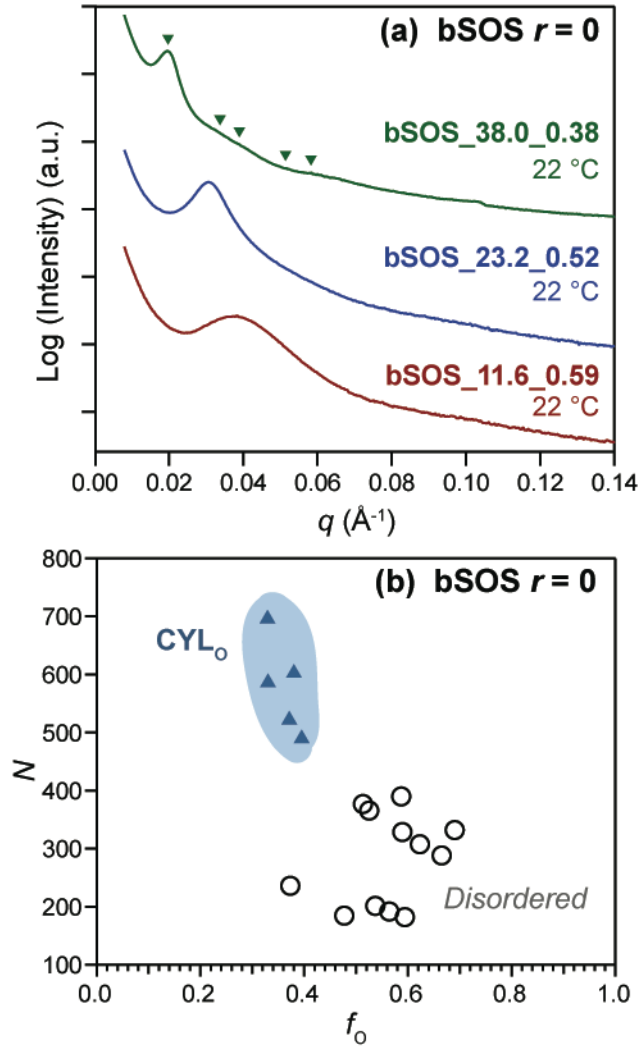 (a) bSOS r = 0
bSOS_38.0_0.38
22 °C
bSOS_23.2_0.52
22 °C
bSOS_11.6_0.59
22 °C
Log (Intensity) (a.u.)
0.00 0.02 0.04 0.06 0.08 0.10 0.12 0.14
q (Å-1)
(b) bSOS r = 0
800
700
600
500
400
300
200
100
N
CYLO
Disordered
0.0 0.2 0.4 0.6 0.8 1.0
fO